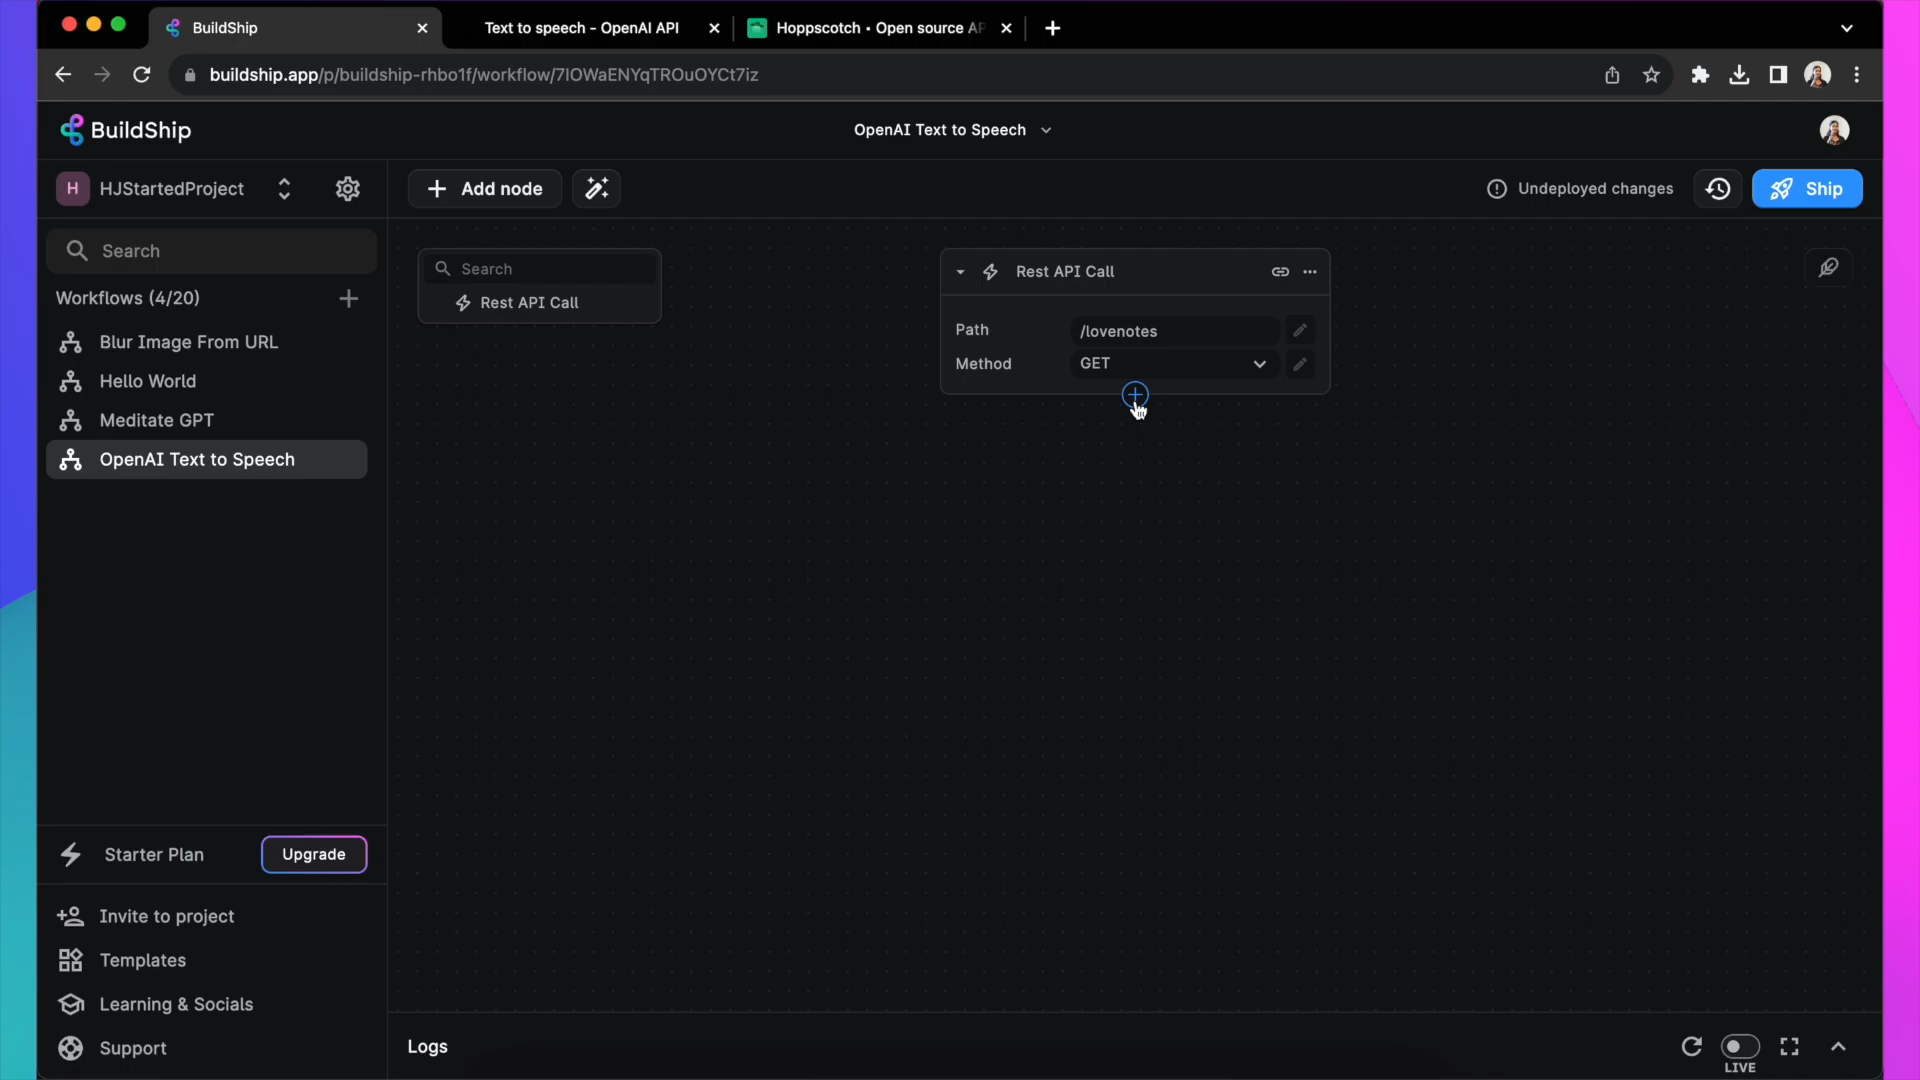 BuildShip
Text to speech - OpenAI API
Hoppscotch • Open source AP
buildship.app/p/buildship-rhbo1f/workflow/7IOWaENYqTROuOYCt7iz
BuildShip
OpenAI Text to Speech
H
HJStartedProject
Add node
Undeployed changes
Ship
Search
Search
Rest API Call
Rest API Call
Path
/lovenotes
Method
GET
Workflows (4/20)
Blur Image From URL
Hello World
Meditate GPT
OpenAI Text to Speech
Starter Plan
Upgrade
Invite to project
Templates
Learning & Socials
Support
Logs
LIVE